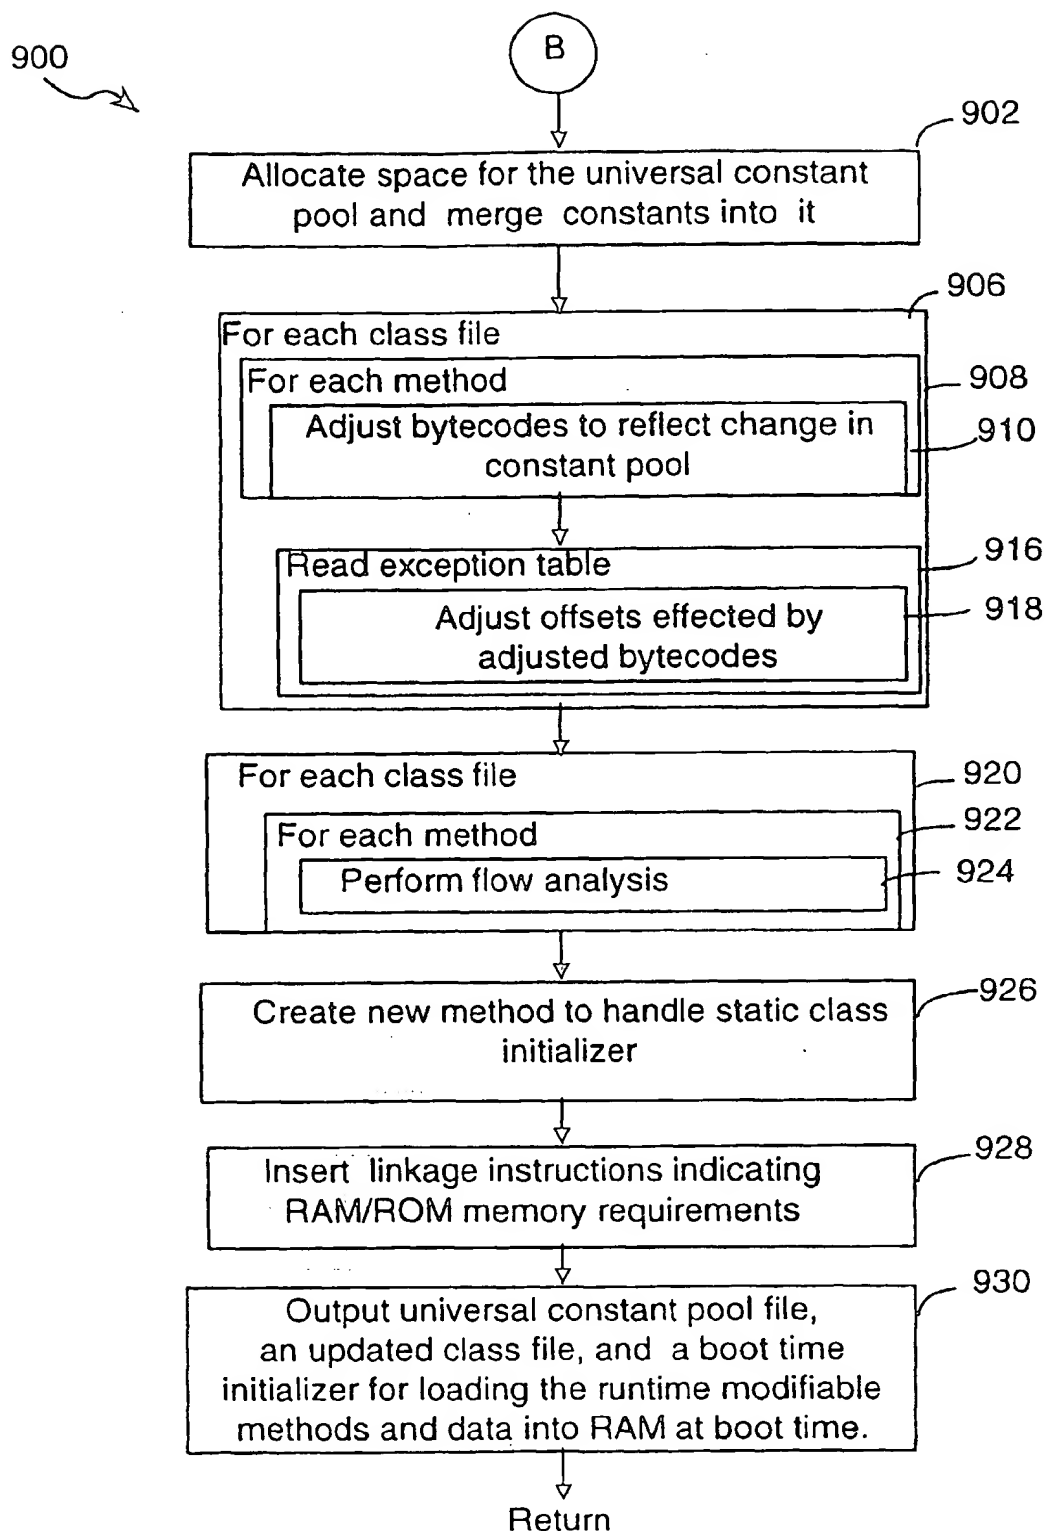 B
900
902
Allocate space for the universal constant
pool and merge constants into it
906
For each class file
For each method
908
Adjust bytecodes to reflect change in
constant pool
910
Read exception table
916
Adjust offsets effected by
adjusted bytecodes
918
For each class file
920
For each method
922
Perform flow analysis
924
Create new method to handle static class
initializer
926
Insert linkage instructions indicating
RAM/ROM memory requirements
928
930
Output universal constant pool file,
an updated class file, and a boot time
initializer for loading the runtime modifiable
methods and data into RAM at boot time.
Return